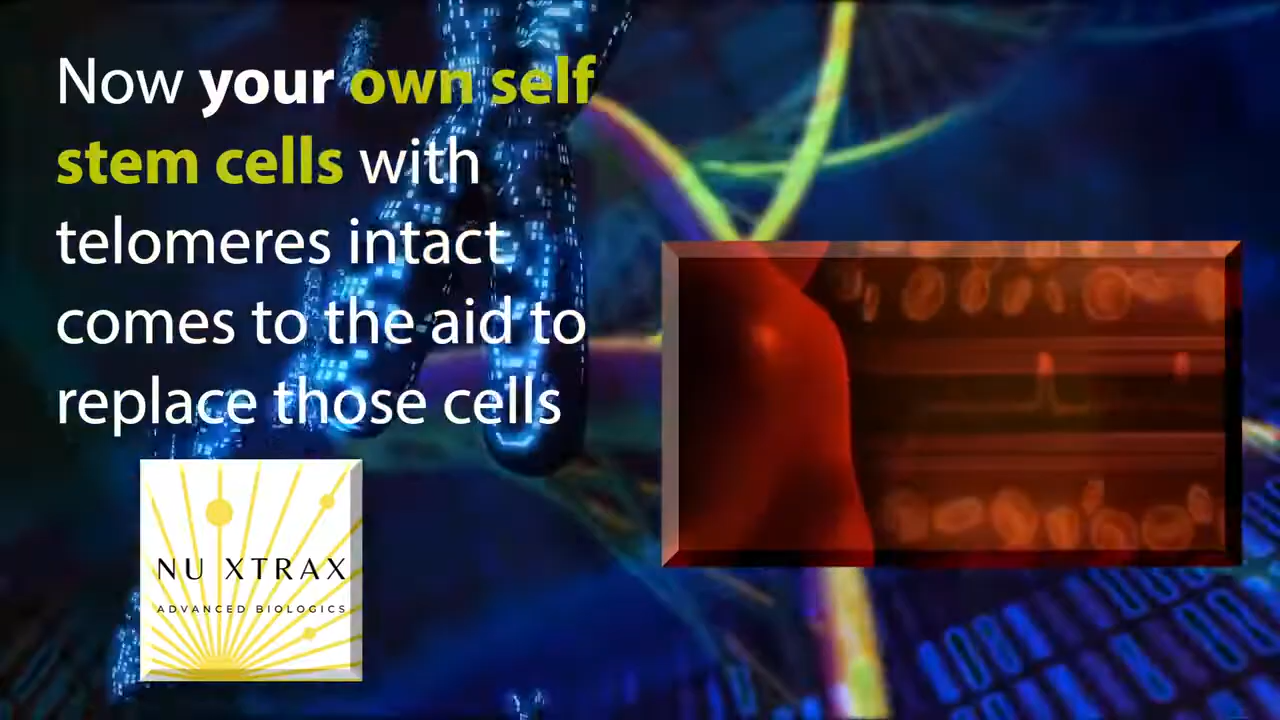 Now your own self
stem cells with
telomeres intact
comes to the aid to
replace those cells
NU XTRAX
ADVANCED BIOLOGICS